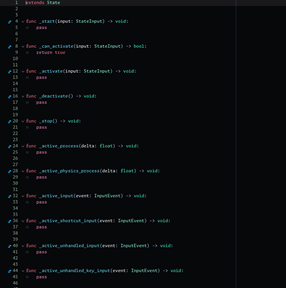 1 extends State
2
3
4 func _start(input: StateInput) -> void:
5 pass
6
7
8 func _can_activate(input: StateInput) -> bool:
9 return true
10
11
12 func _activate(input: StateInput) -> void:
13 pass
14
15
16 func _deactivate() -> void:
17 pass
18
19
20 func _stop() -> void:
21 pass
22
23
24 func _active_process(delta: float) -> void:
25 pass
26
27
28 func _active_physics_process(delta: float) -> void:
29 pass
30
31
32 func _active_input(event: InputEvent) -> void:
33 pass
34
35
36 func _active_shortcut_input(event: InputEvent) -> void:
37 pass
38
39
40 func _active_unhandled_input(event: InputEvent) -> void:
41 pass
42
43
44 func _active_unhandled_key_input(event: InputEvent) -> void:
45 pass
46